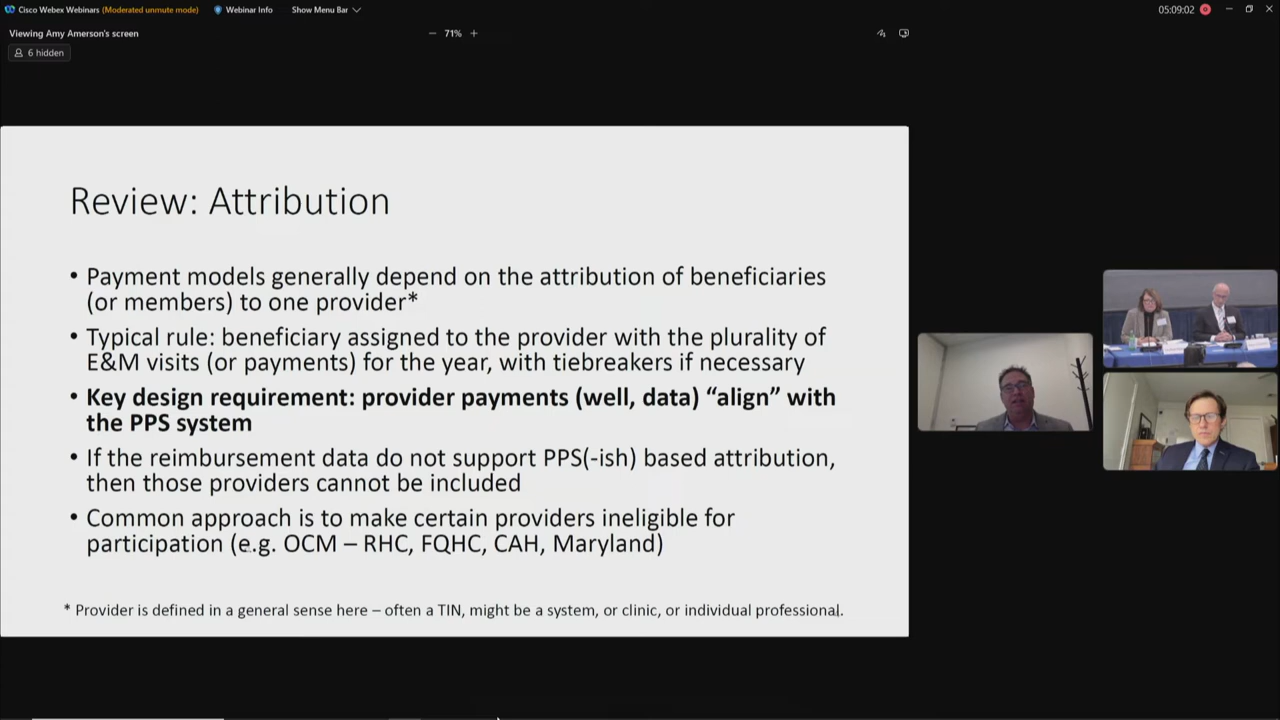 Cisco Webex Webinars (Moderated unmute mode) Webinar Info Show Menu Bar 05:09:02
Viewing Amy Amerson's screen 71%
6 hidden
Review: Attribution
• Payment models generally depend on the attribution of beneficiaries
(or members) to one provider*
• Typical rule: beneficiary assigned to the provider with the plurality of
E&M visits (or payments) for the year, with tiebreakers if necessary
• Key design requirement: provider payments (well, data) “align” with
the PPS system
• If the reimbursement data do not support PPS(-ish) based attribution,
then those providers cannot be included
• Common approach is to make certain providers ineligible for
participation (e.g. OCM – RHC, FQHC, CAH, Maryland)
* Provider is defined in a general sense here – often a TIN, might be a system, or clinic, or individual professional.